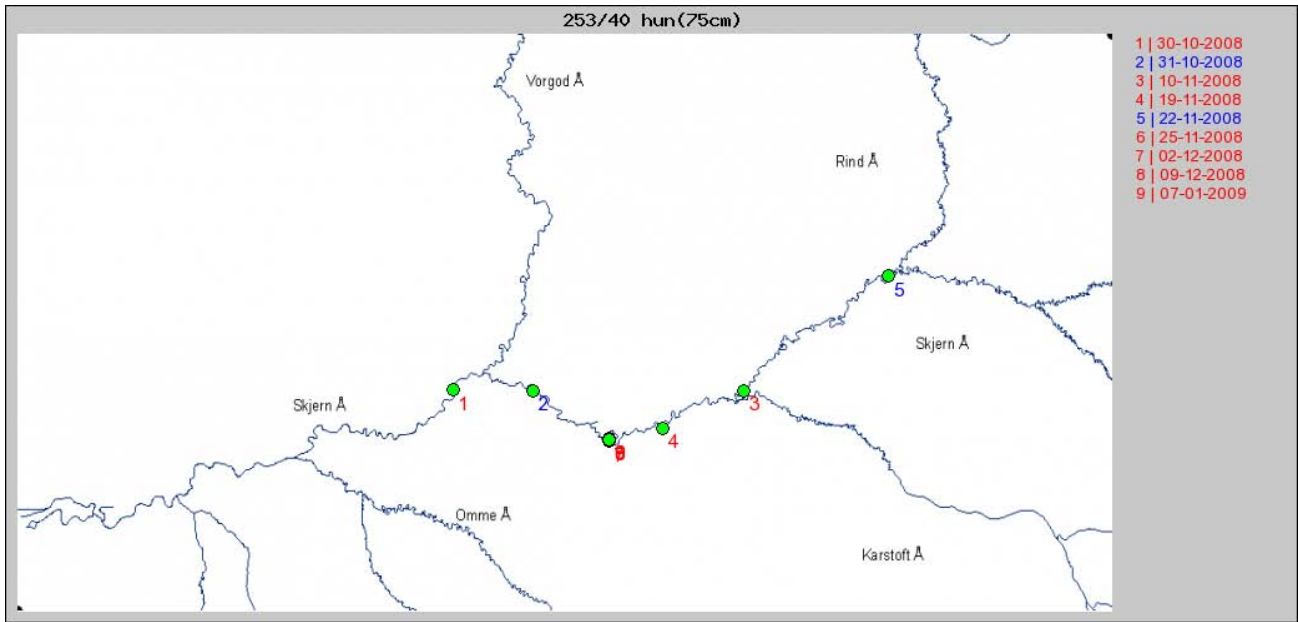 253/40 hun(75cm)
1 | 30-10-2008
2 | 31-10-2008
3 | 10-11-2008
4 | 19-11-2008
5 | 22-11-2008
6 | 25-11-2008
7 | 02-12-2008
8 | 09-12-2008
9 | 07-01-2009
Vorgod Å
Rind Å
5
Skjern Å
Skjern Å
1
2
3
4
Omme Å
Karstoft Å